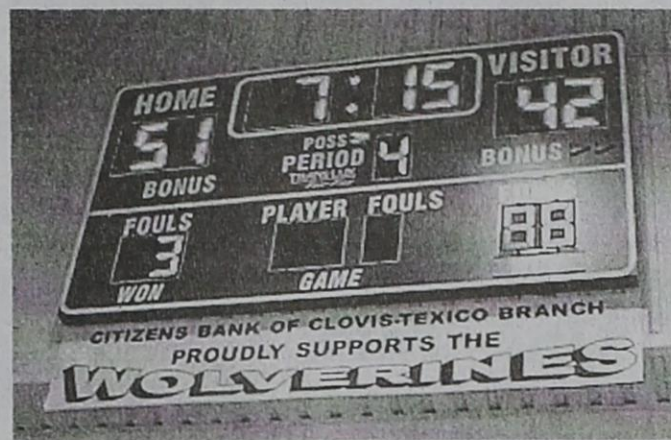 HOME 7:15 VISITOR
51 42
POSS
PERIOD 4
BONUS BONUS
FOULS PLAYER FOULS
3 88
WON GAME
CITIZENS BANK OF CLOVIS-TEXICO BRANCH
PROUDLY SUPPORTS THE
WOLVERINES